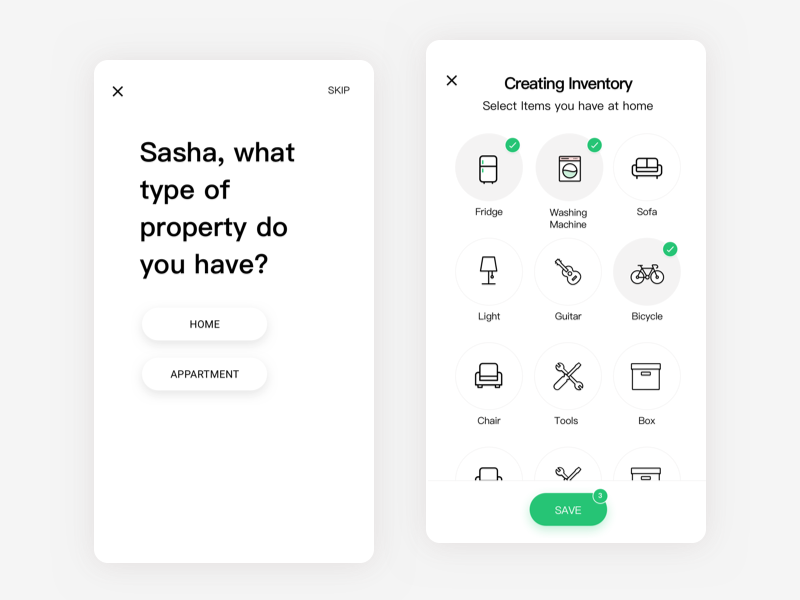 SKIP
Sasha, what
type of
property do
you have?
HOME
APPARTMENT
Creating Inventory
Select Items you have at home
Fridge
Washing
Machine
Sofa
Light
Guitar
Bicycle
Chair
Tools
Box
SAVE
3